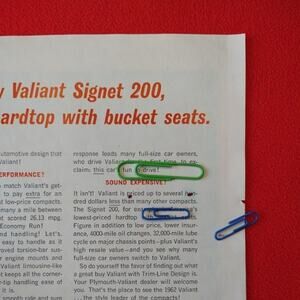 y Valiant Signet 200,
ardtop with bucket seats.
utomotive design that
Valiant!
PERFORMANCE?
match Valiant's get-
to pay extra for an
low-price compacts.
many a mile between
got 26.13 mpg.
Economy Run!
and handling! Let's.
easy to handle as it
roved torsion-bar sus-
er engine mounts and
Valiant limousine-like
t keeps all the corner-
e-tip handling ease of
t size.
smooth ride and sure
response leads many full-size car owners,
who drive Valiant for the first time, to ex-
claim: this car's fun to drive!
SOUND EXPENSIVE?
It isn't! Valiant is priced up to several hun-
dred dollars less than many other compacts.
The Signet 200, for example, is America's
lowest-priced hardtop with bucket seats.
Figure in addition to low price, lower insur-
ance, 4000-mile oil changes, 32,000-mile lube
cycle on major chassis points—plus Valiant's
high resale value—and you see why many
full-size car owners switch to Valiant.
So do yourself the favor of finding out what
a great buy Valiant with Trim-Line Design is.
Your Plymouth-Valiant dealer will welcome
you. That's the place to see the 1962 Valiant
...the style leader of the compacts!